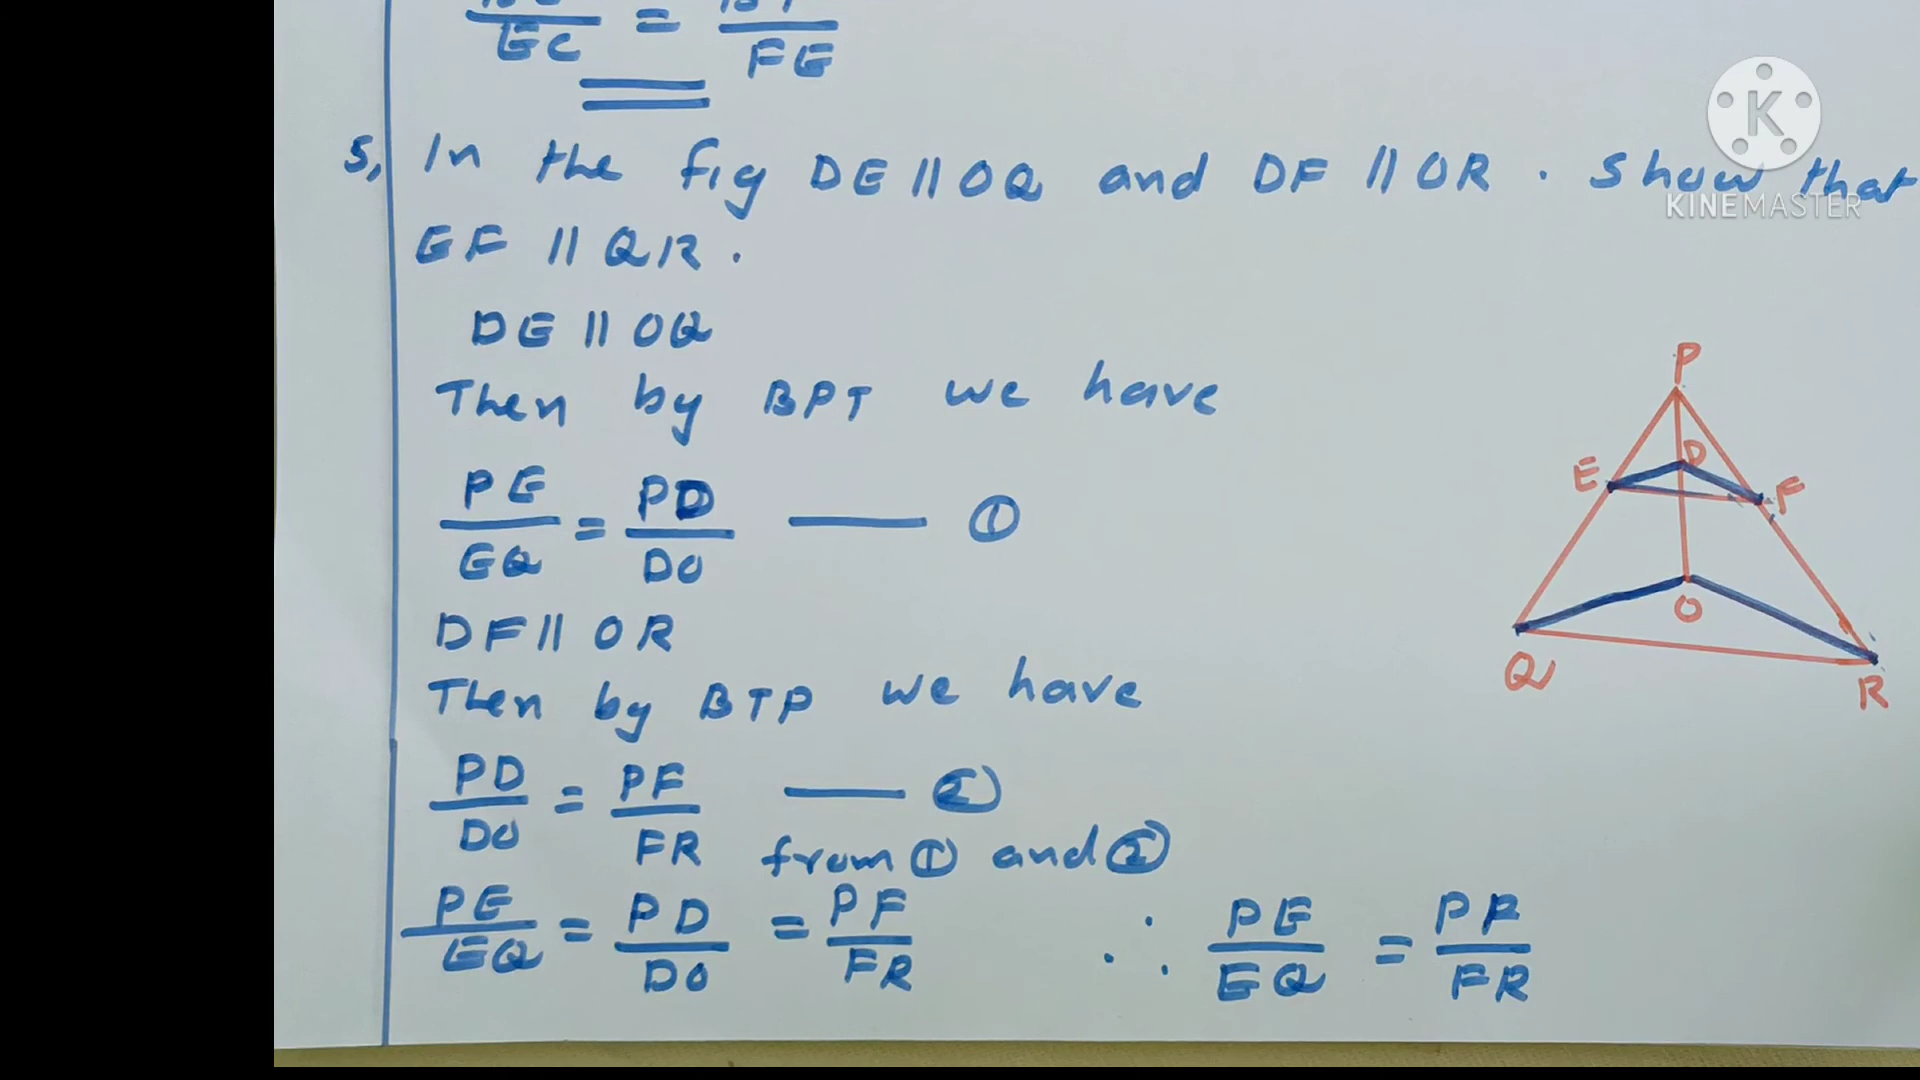 EC = FE
5, In the fig DE || OQ and DF || OR . Show that
EF || QR .
DE || OQ
Then by BPT we have
PE/EQ = PD/DO —— ①
DF || OR
Then by BTP we have
PD/DO = PF/FR —— ②
from ① and ②
PE/EQ = PD/DO = PF/FR ∴ PE/EQ = PF/FR
P
E D F
O
Q R
K
KINEMASTER